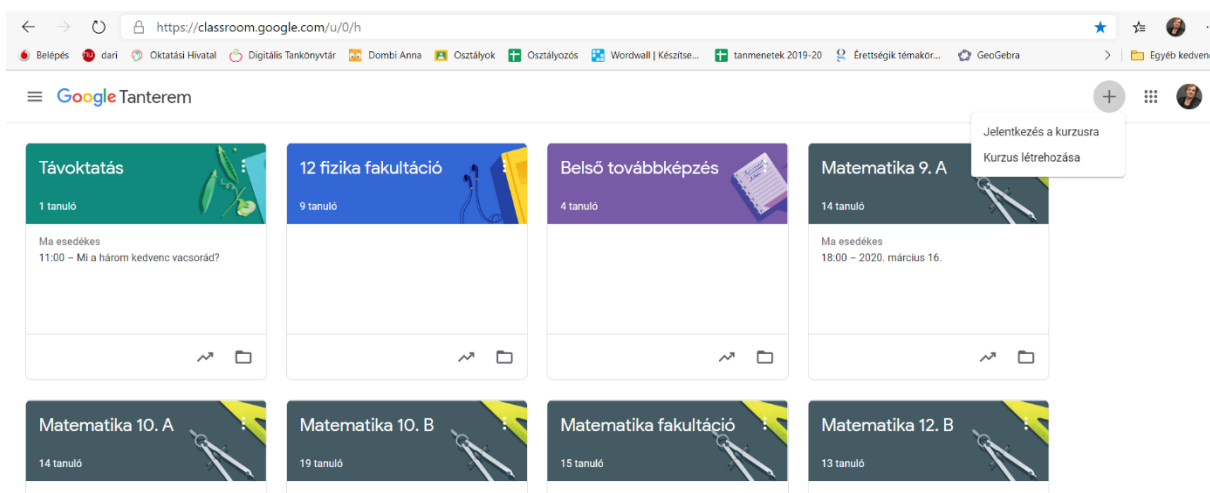 https://classroom.google.com/u/0/h
Belépés dari Oktatási Hivatal Digitális Tankönyvtár Dombi Anna Osztályok Osztályozós Wordwall | Készítse... tanmenetek 2019-20 Érettségik témakör... GeoGebra Egyéb kedvenc
Google Tanterem
Jelentkezés a kurzusra
Kurzus létrehozása
Távoktatás
1 tanuló
Ma esedékes
11:00 – Mi a három kedvenc vacsorád?
12 fizika fakultáció
9 tanuló
Belső továbbképzés
4 tanuló
Matematika 9. A
14 tanuló
Ma esedékes
18:00 – 2020. március 16.
Matematika 10. A
14 tanuló
Matematika 10. B
19 tanuló
Matematika fakultáció
15 tanuló
Matematika 12. B
13 tanuló